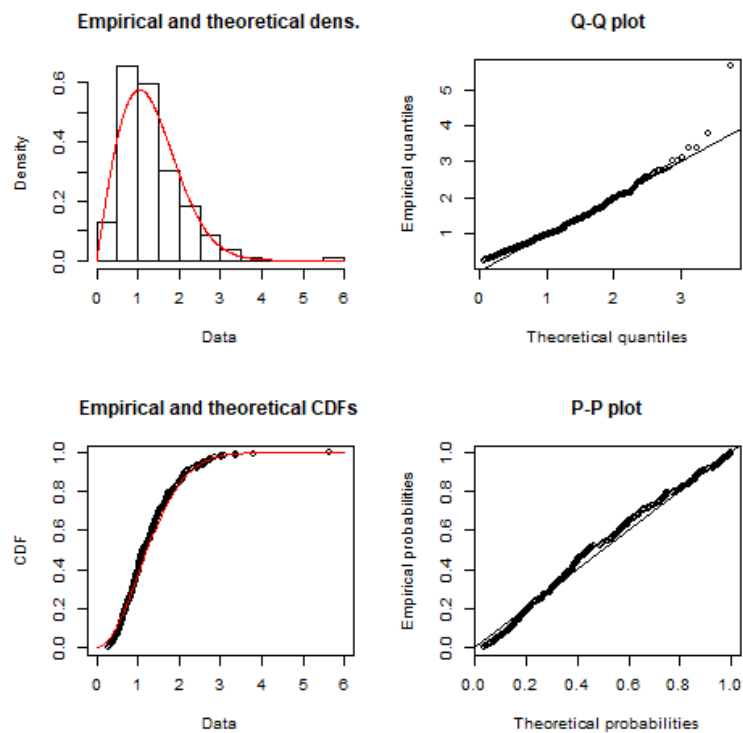 Empirical and theoretical dens.
Density
0.0 0.2 0.4 0.6
0 1 2 3 4 5 6
Data
Q-Q plot
Empirical quantiles
1 2 3 4 5
0 1 2 3
Theoretical quantiles
Empirical and theoretical CDFs
CDF
0.0 0.2 0.4 0.6 0.8 1.0
0 1 2 3 4 5 6
Data
P-P plot
Empirical probabilities
0.0 0.2 0.4 0.6 0.8 1.0
0.0 0.2 0.4 0.6 0.8 1.0
Theoretical probabilities